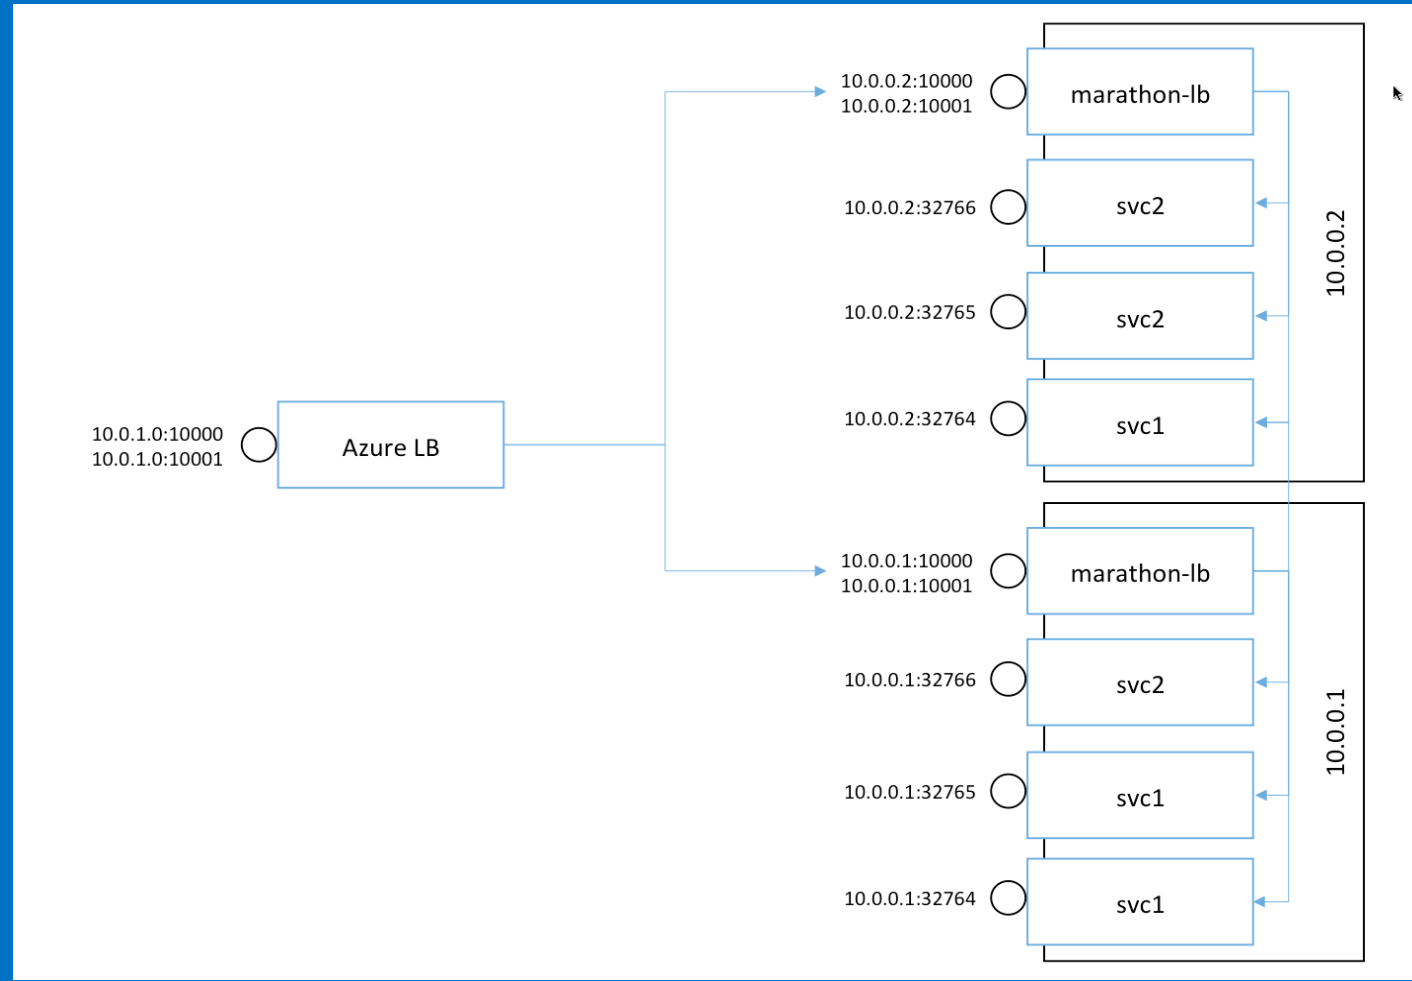 10.0.1.0:10000
10.0.1.0:10001
Azure LB
10.0.0.2:10000
10.0.0.2:10001
marathon-lb
10.0.0.2:32766
svc2
10.0.0.2:32765
svc2
10.0.0.2:32764
svc1
10.0.0.2
10.0.0.1:10000
10.0.0.1:10001
marathon-lb
10.0.0.1:32766
svc2
10.0.0.1:32765
svc1
10.0.0.1:32764
svc1
10.0.0.1